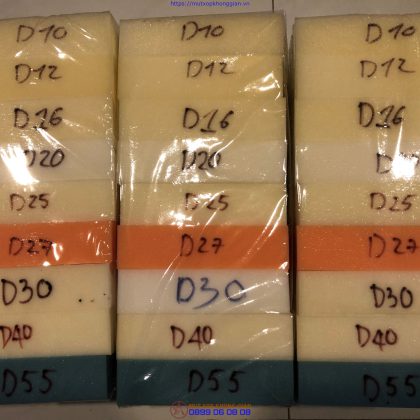 https://mutxopkhonggian.vn
D10 D10 D10
D12 D12 D12
D16 D16 D16
D20 D20
D25 D25 D25
D27 D27 D27
D30 D30 D30
D40 D40 D40
D55 D55 D55
0899 06 08 08